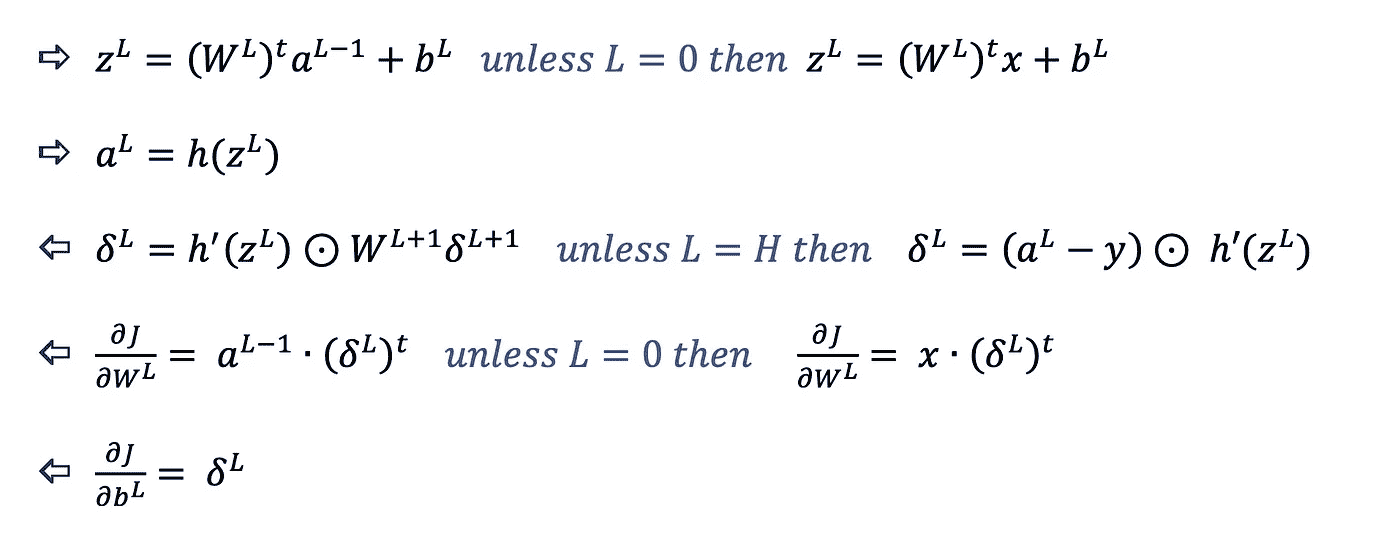 ⇨ z^L = (W^L)^t a^{L−1} + b^L unless L = 0 then z^L = (W^L)^t x + b^L
⇨ a^L = h(z^L)
⇦ δ^L = h′(z^L) ⊙ W^{L+1} δ^{L+1} unless L = H then δ^L = (a^L − y) ⊙ h′(z^L)
⇦ ∂J/∂W^L = a^{L−1} · (δ^L)^t unless L = 0 then ∂J/∂W^L = x · (δ^L)^t
⇦ ∂J/∂b^L = δ^L